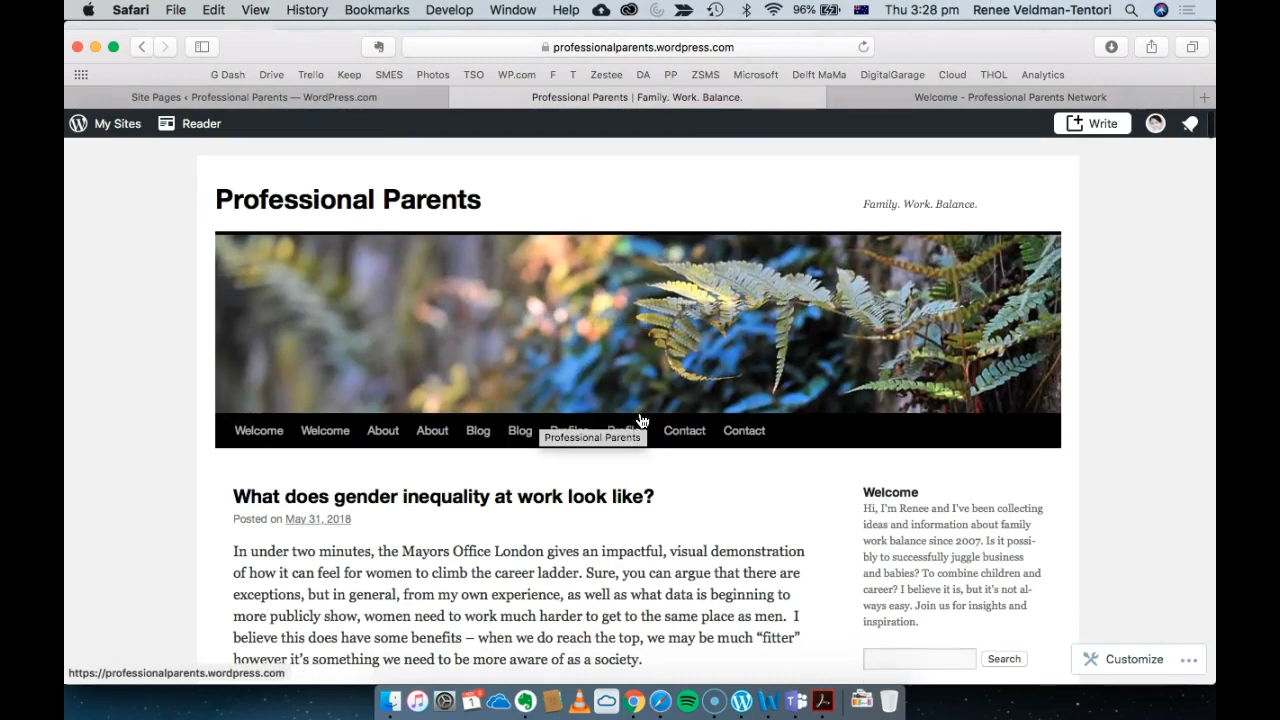 Safari File Edit View History Bookmarks Develop Window Help 96% Thu 3:28 pm Renee Veldman-Tentori
professionalparents.wordpress.com
G Dash Drive Trello Keep SMES Photos TSO WP.com F T Zestee DA PP ZSMS Microsoft Delft MaMa DigitalGarage Cloud THOL Analytics
Site Pages ‹ Professional Parents — WordPress.com Professional Parents | Family. Work. Balance. Welcome - Professional Parents Network
My Sites Reader Write
Professional Parents
Family. Work. Balance.
Welcome Welcome About About Blog Blog Contact Contact
Professional Parents
What does gender inequality at work look like?
Posted on May 31, 2018
In under two minutes, the Mayors Office London gives an impactful, visual demonstration
of how it can feel for women to climb the career ladder. Sure, you can argue that there are
exceptions, but in general, from my own experience, as well as what data is beginning to
more publicly show, women need to work much harder to get to the same place as men. I
believe this does have some benefits – when we do reach the top, we may be much “fitter”
however it's something we need to be more aware of as a society.
Welcome
Hi, I'm Renee and I've been collecting
ideas and information about family
work balance since 2007. Is it possi-
bly to successfully juggle business
and babies? To combine children and
career? I believe it is, but it's not al-
ways easy. Join us for insights and
inspiration.
Search
Customize
https://professionalparents.wordpress.com